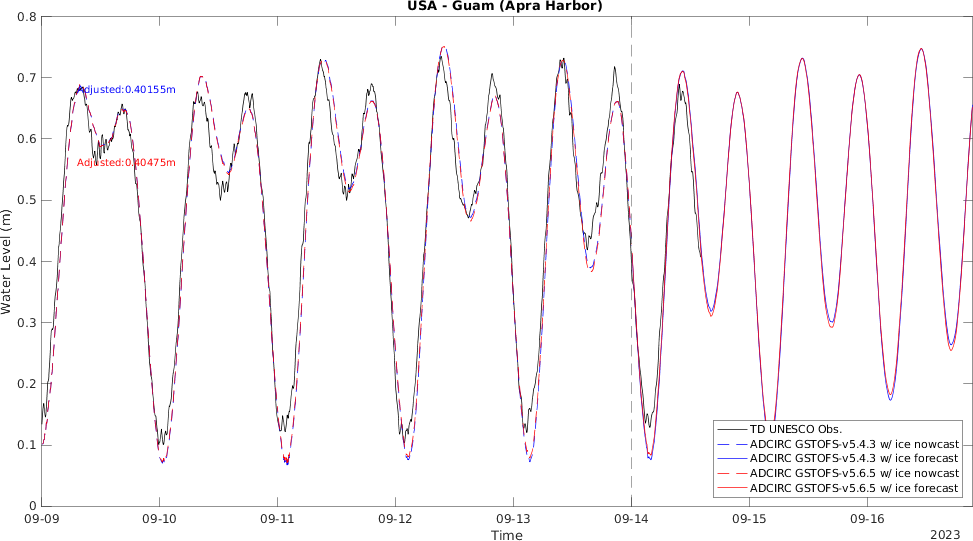 USA - Guam (Apra Harbor)
0.8
0.7
0.6
0.5
0.4
0.3
0.2
0.1
0
Water Level (m)
Adjusted:0.40155m
Adjusted:0.40475m
TD UNESCO Obs.
ADCIRC GSTOFS-v5.4.3 w/ ice nowcast
ADCIRC GSTOFS-v5.4.3 w/ ice forecast
ADCIRC GSTOFS-v5.6.5 w/ ice nowcast
ADCIRC GSTOFS-v5.6.5 w/ ice forecast
09-09 09-10 09-11 09-12 09-13 09-14 09-15 09-16
Time
2023